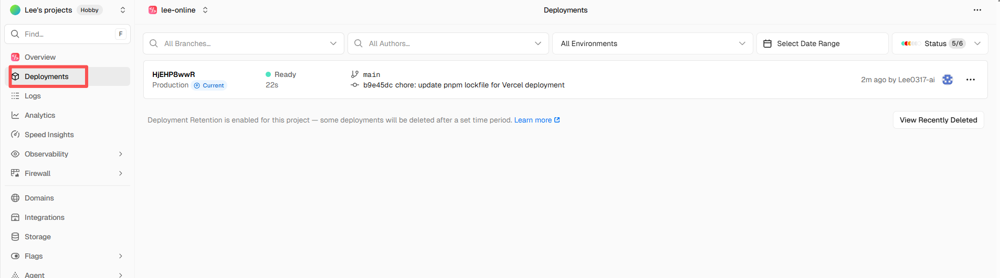 Lee's projects Hobby
Find... F
Overview
Deployments
Logs
Analytics
Speed Insights
Observability
Firewall
Domains
Integrations
Storage
Flags
Agent
lee-online
Deployments
All Branches...
All Authors...
All Environments
Select Date Range
Status 5/6
HjEHP8wwR
Production Current
Ready
22s
main
b9e45dc chore: update pnpm lockfile for Vercel deployment
2m ago by Lee0317-ai
Deployment Retention is enabled for this project — some deployments will be deleted after a set time period. Learn more
View Recently Deleted